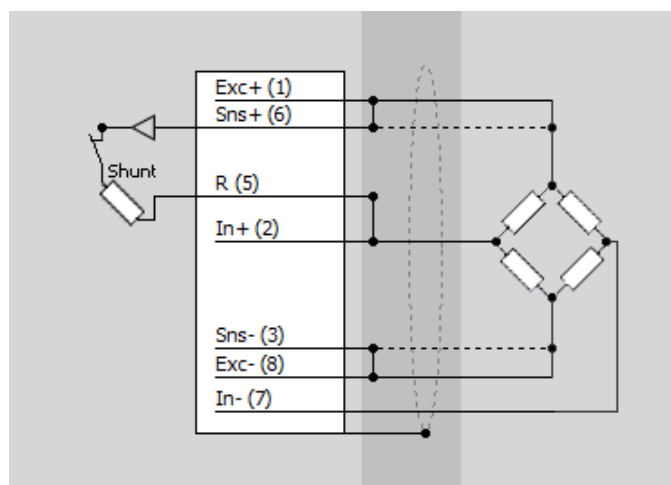 Exc+ (1)
Sns+ (6)
Shunt
R (5)
In+ (2)
Sns- (3)
Exc- (8)
In- (7)